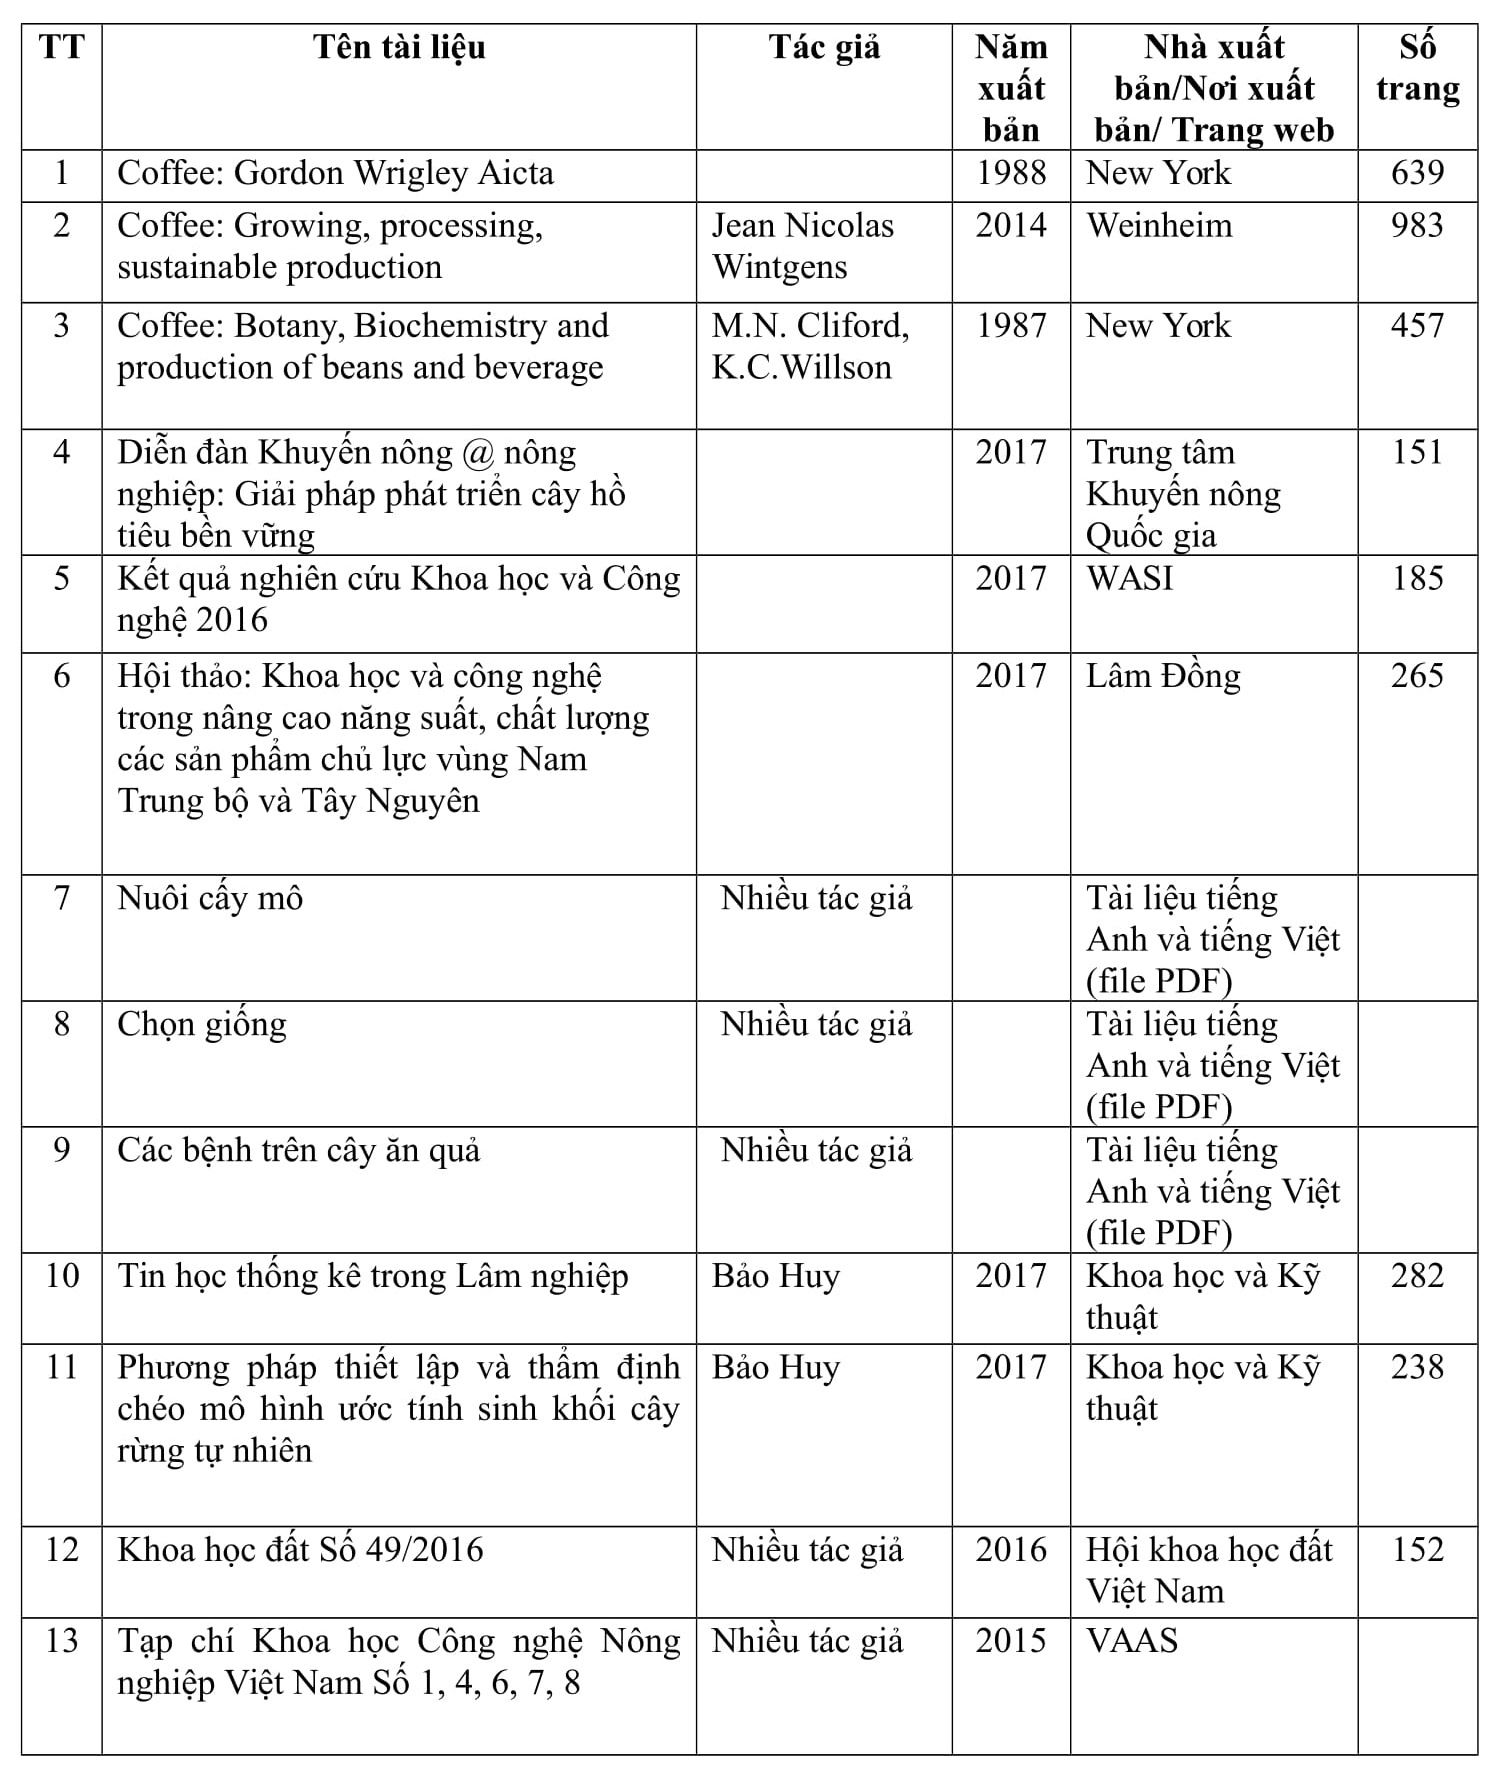 TT Tên tài liệu Tác giả Năm Nhà xuất Số
xuất bản/Nơi xuất trang
bản bản/ Trang web
1 Coffee: Gordon Wrigley Aicta 1988 New York 639
2 Coffee: Growing, processing, Jean Nicolas 2014 Weinheim 983
sustainable production Wintgens
3 Coffee: Botany, Biochemistry and M.N. Cliford, 1987 New York 457
production of beans and beverage K.C.Willson
4 Diễn đàn Khuyến nông @ nông 2017 Trung tâm 151
nghiệp: Giải pháp phát triển cây hồ Khuyến nông
tiêu bền vững Quốc gia
5 Kết quả nghiên cứu Khoa học và Công 2017 WASI 185
nghệ 2016
6 Hội thảo: Khoa học và công nghệ 2017 Lâm Đồng 265
trong nâng cao năng suất, chất lượng
các sản phẩm chủ lực vùng Nam
Trung bộ và Tây Nguyên
7 Nuôi cấy mô Nhiều tác giả Tài liệu tiếng
Anh và tiếng Việt
(file PDF)
8 Chọn giống Nhiều tác giả Tài liệu tiếng
Anh và tiếng Việt
(file PDF)
9 Các bệnh trên cây ăn quả Nhiều tác giả Tài liệu tiếng
Anh và tiếng Việt
(file PDF)
10 Tin học thống kê trong Lâm nghiệp Bảo Huy 2017 Khoa học và Kỹ 282
thuật
11 Phương pháp thiết lập và thẩm định Bảo Huy 2017 Khoa học và Kỹ 238
chéo mô hình ước tính sinh khối cây thuật
rừng tự nhiên
12 Khoa học đất Số 49/2016 Nhiều tác giả 2016 Hội khoa học đất 152
Việt Nam
13 Tạp chí Khoa học Công nghệ Nông Nhiều tác giả 2015 VAAS
nghiệp Việt Nam Số 1, 4, 6, 7, 8